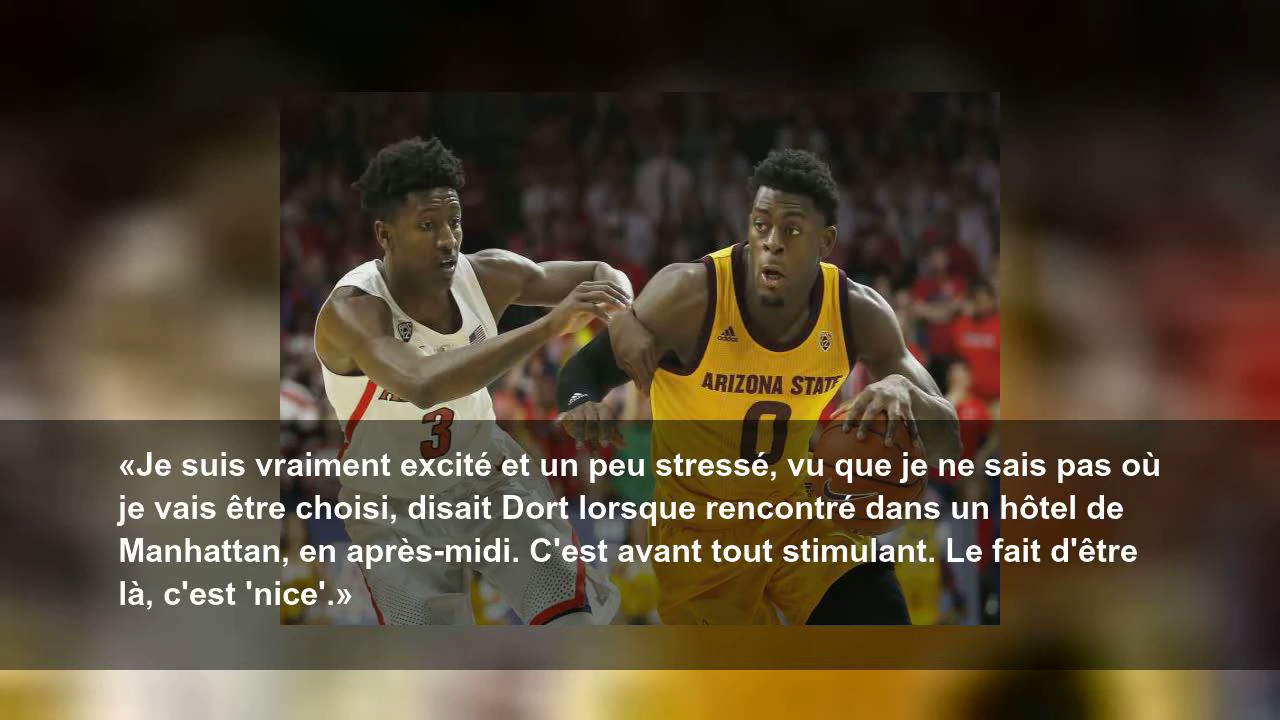 adidas
ARIZONA STATE
0
3
«Je suis vraiment excité et un peu stressé, vu que je ne sais pas où
je vais être choisi, disait Dort lorsque rencontré dans un hôtel de
Manhattan, en après-midi. C'est avant tout stimulant. Le fait d'être
là, c'est 'nice'.»